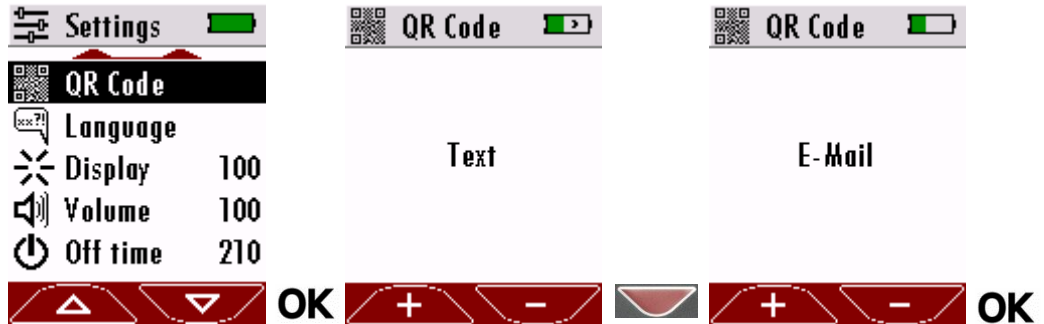 Settings
QR Code
xx?!
Language
Display 100
Volume 100
Off time 210
OK
QR Code
Text
+ -
QR Code
E-Mail
+ -
OK